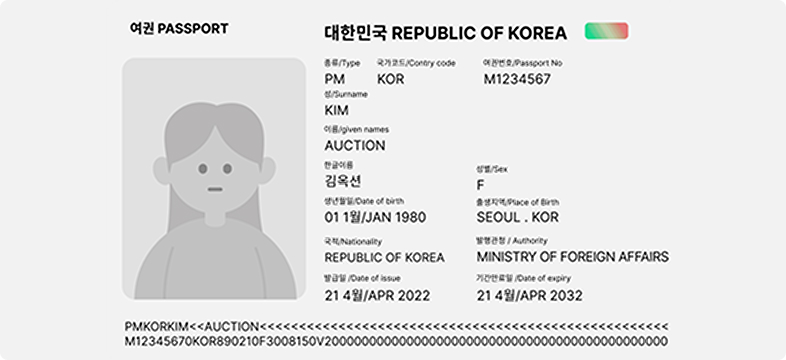 여권 PASSPORT
대한민국 REPUBLIC OF KOREA
종류/Type 국가코드/Contry code 여권번호/Passport No
PM KOR M1234567
성/Surname
KIM
이름/given names
AUCTION
한글이름
김옥션
성별/Sex
F
생년월일/Date of birth 출생지역/Place of Birth
01 1월/JAN 1980 SEOUL . KOR
국적/Nationality 발행관청 / Authority
REPUBLIC OF KOREA MINISTRY OF FOREIGN AFFAIRS
발급일 /Date of issue 기간만료일 /Date of expiry
21 4월/APR 2022 21 4월/APR 2032
PMKORKIM<<AUCTION<<<<<<<<<<<<<<<<<<<<<<<<<<<<<<<<<<<<<<<<<<<<<<<<<<<
M12345670KOR890210F3008150V20000000000000000000000000000000000000000000